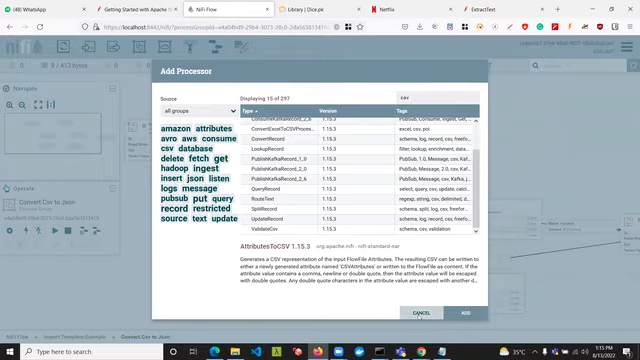 (48) WhatsApp
Getting Started with Apache
NiFi Flow
Library | Dice.pk
Netflix
ExtractText
https://localhost:8443/nifi/?processGroupId=
Add Processor
Source
Displaying 15 of 297
csv
all groups
Type
Version
Tags
ConsumeKafkaRecord_2_6 1.15.3 PubSub, Consume, Ingest, Get, ...
ConvertExcelToCSVProces... 1.15.3 excel, csv, poi
ConvertRecord 1.15.3
LookupRecord 1.15.3
PublishKafkaRecord_1_0 1.15.3
PublishKafkaRecord_2_0 1.15.3
PublishKafkaRecord_2_6 1.15.3
QueryRecord 1.15.3
RouteText 1.15.3
SplitRecord 1.15.3
UpdateRecord 1.15.3
ValidateCsv 1.15.3 schema, csv, validation
amazon attributes
avro aws consume
csv database
delete fetch get
hadoop ingest
insert json listen
logs message
pubsub put query
record restricted
source text update
AttributesToCSV 1.15.3 org.apache.nifi - nifi-standard-nar
Generates a CSV representation of the input FlowFile Attributes. The resulting CSV can be written
to either a newly generated attribute named 'CSVAttributes' or written to the FlowFile as content. If the
attribute value contains a comma, newline or double quote, then the attribute value will be escaped
with double quotes. Any double quote characters in the attribute value are escaped with another d...
CANCEL
ADD
Navigate
Operate
Convert Csv to Json
NiFi Flow » Import Template Example » Convert Csv to Json
Type here to search
35°C
1:15 PM
8/13/2022